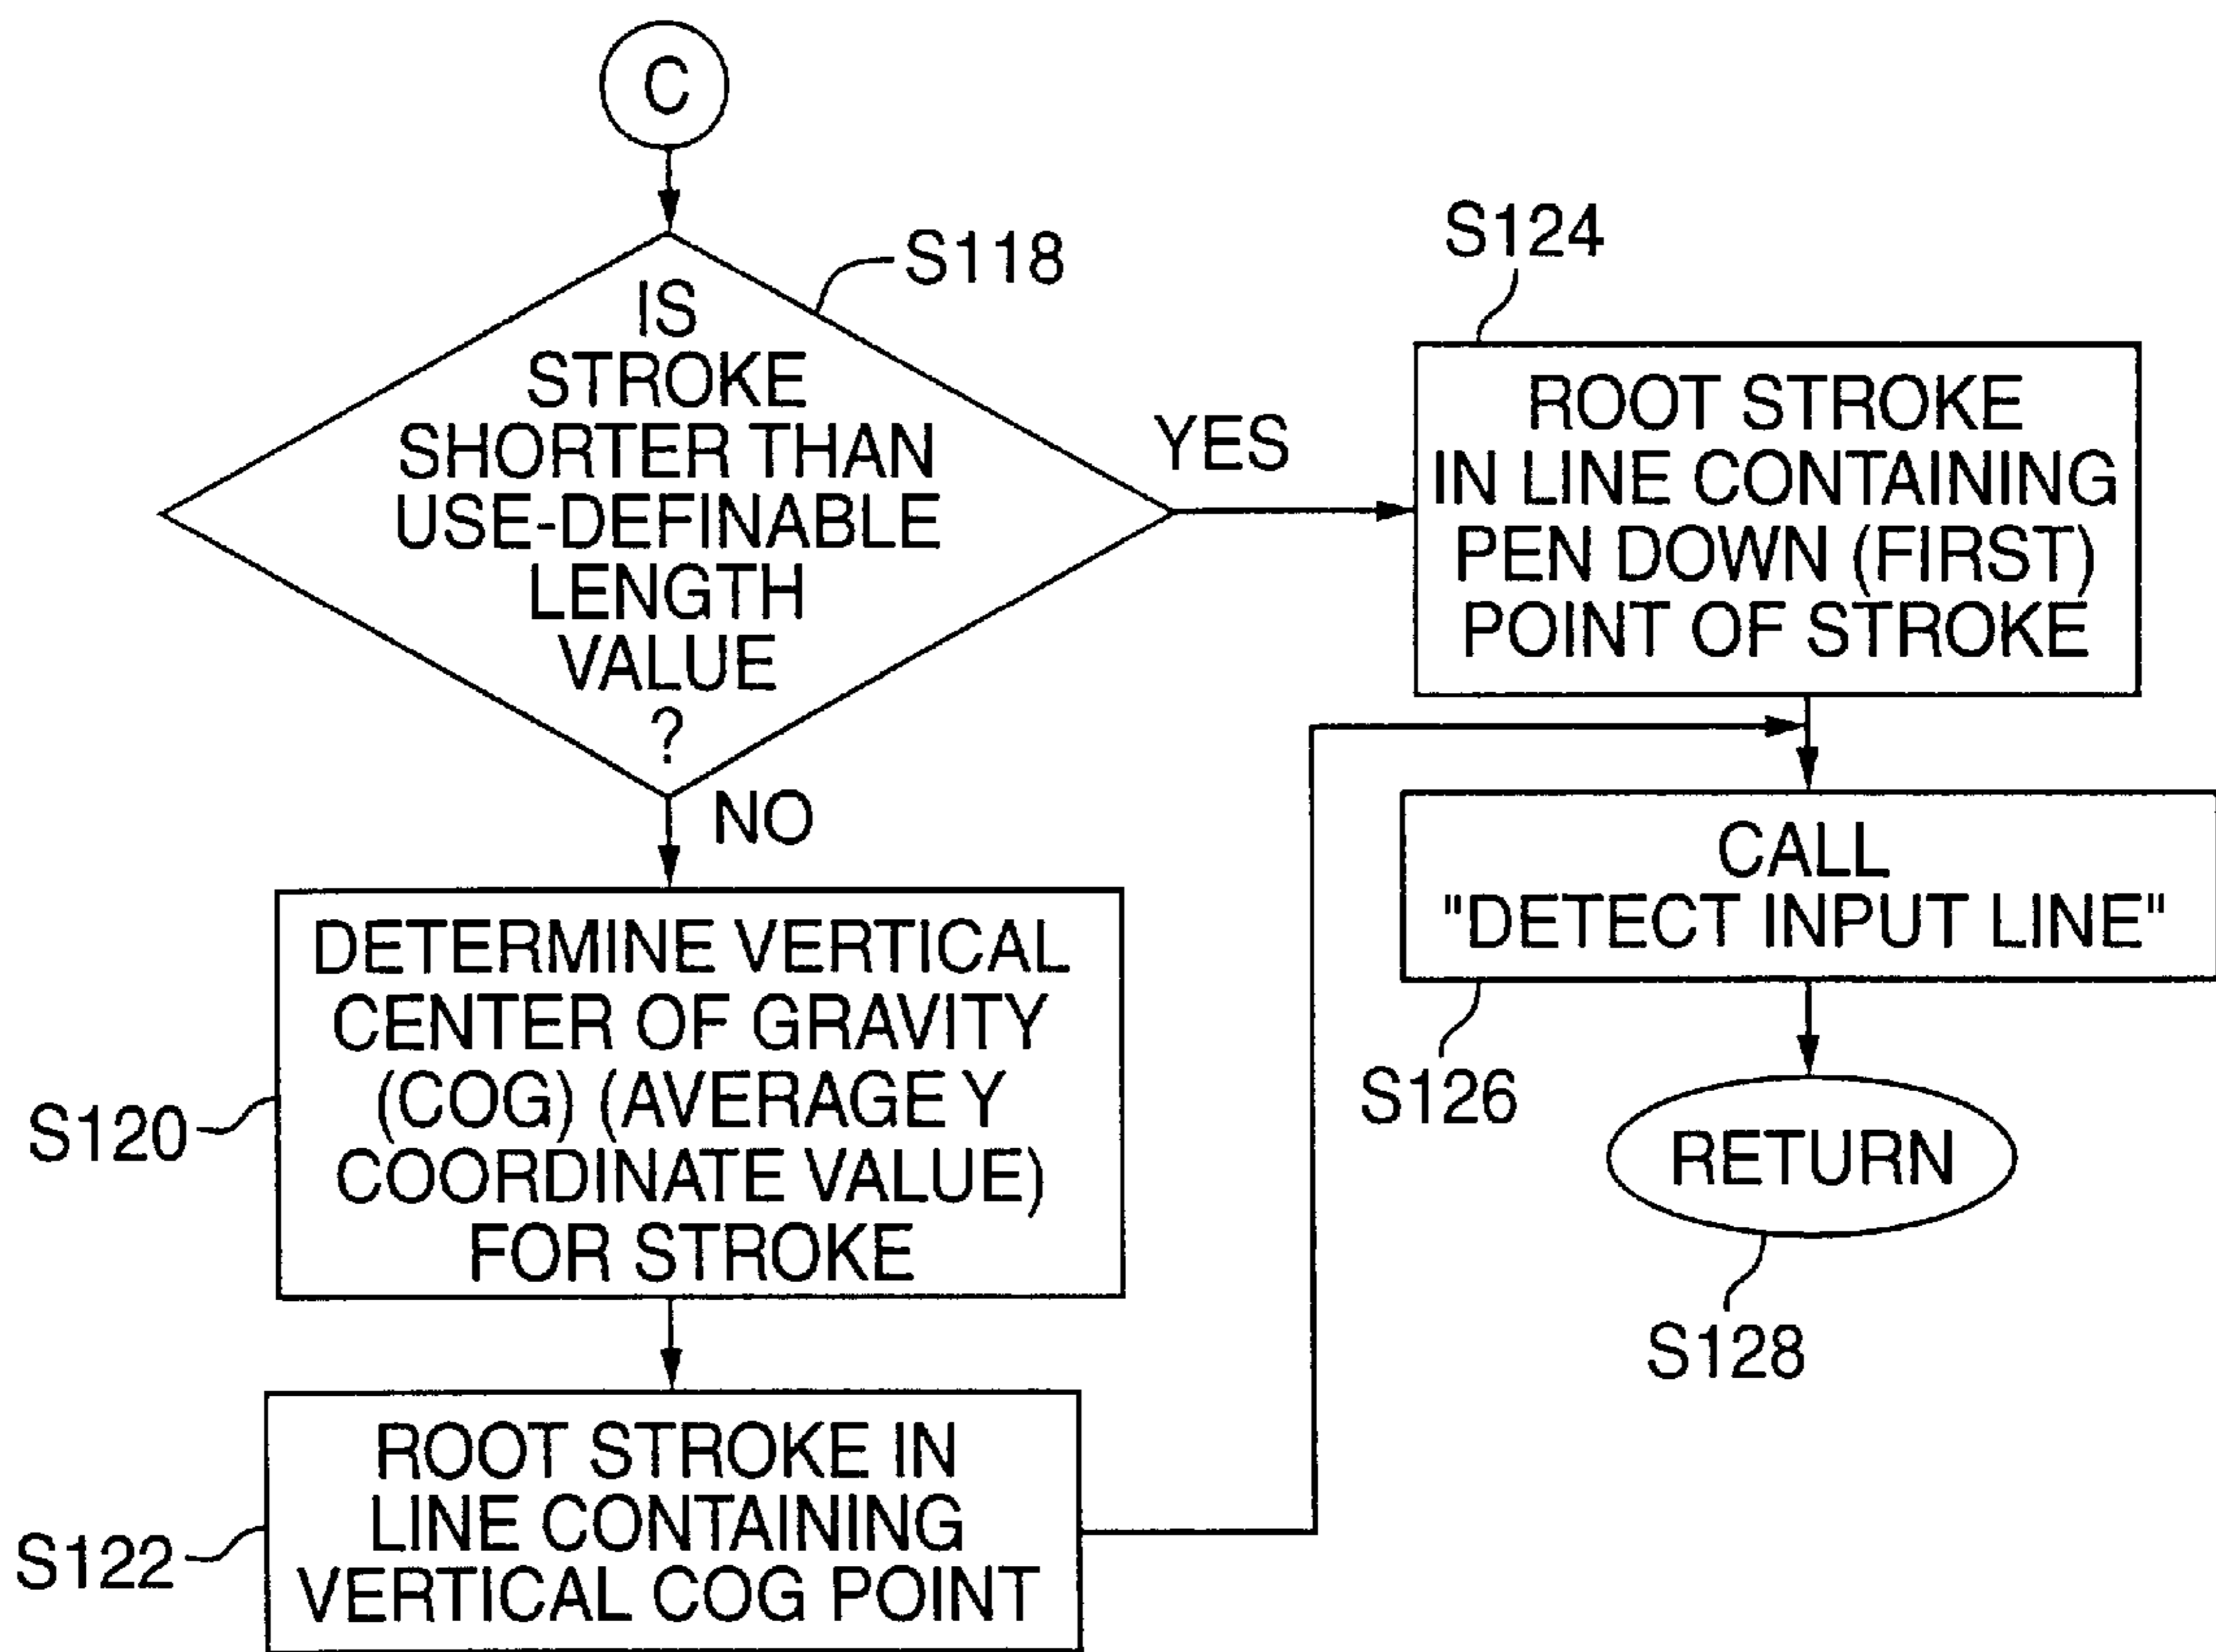 C
S118
IS
STROKE
SHORTER THAN
USE-DEFINABLE
LENGTH
VALUE
?
YES
NO
S124
ROOT STROKE
IN LINE CONTAINING
PEN DOWN (FIRST)
POINT OF STROKE
S120
DETERMINE VERTICAL
CENTER OF GRAVITY
(COG) (AVERAGE Y
COORDINATE VALUE)
FOR STROKE
S122
ROOT STROKE IN
LINE CONTAINING
VERTICAL COG POINT
CALL
"DETECT INPUT LINE"
S126
RETURN
S128